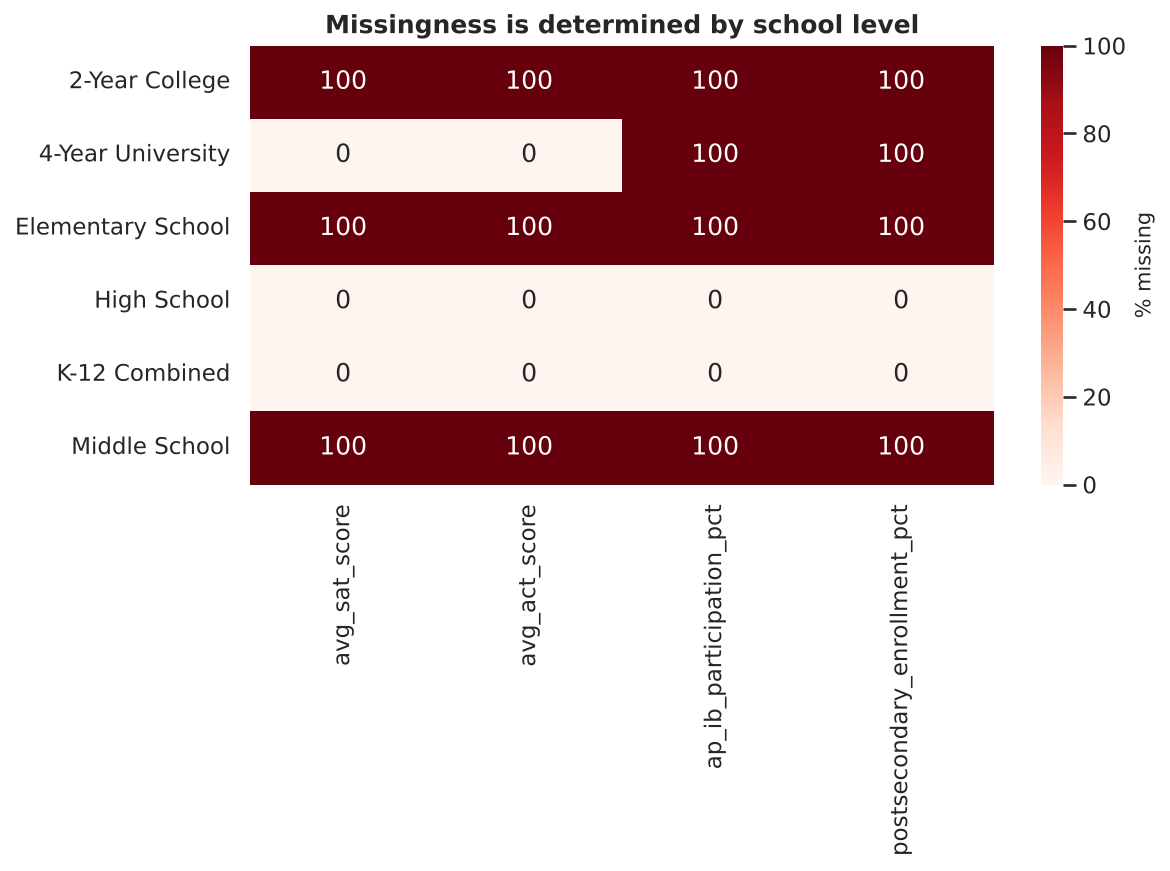 Missingness is determined by school level
2-Year College 100 100 100 100
4-Year University 0 0 100 100
Elementary School 100 100 100 100
High School 0 0 0 0
K-12 Combined 0 0 0 0
Middle School 100 100 100 100
avg_sat_score
avg_act_score
ap_ib_participation_pct
postsecondary_enrollment_pct
100
80
60
40
20
0
% missing